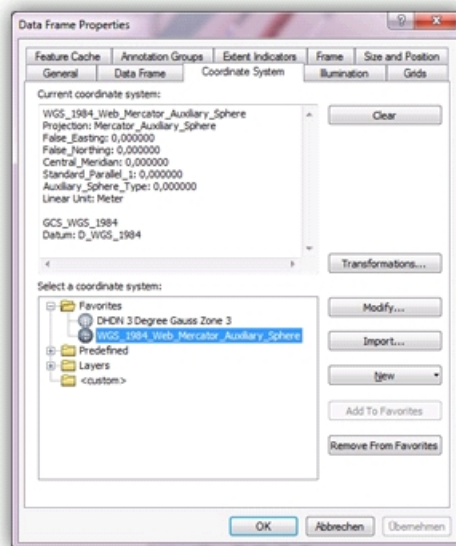 Data Frame Properties
Feature Cache Annotation Groups Extent Indicators Frame Size and Position
General Data Frame Coordinate System Illumination Grids
Current coordinate system:
WGS_1984_Web_Mercator_Auxiliary_Sphere
Projection: Mercator_Auxiliary_Sphere
False_Easting: 0,000000
False_Northing: 0,000000
Central_Meridian: 0,000000
Standard_Parallel_1: 0,000000
Auxiliary_Sphere_Type: 0,000000
Linear Unit: Meter
GCS_WGS_1984
Datum: D_WGS_1984
Clear
Transformations...
Select a coordinate system:
Favorites
DHDN 3 Degree Gauss Zone 3
WGS_1984_Web_Mercator_Auxiliary_Sphere
Predefined
Layers
<custom>
Modify...
Import...
New
Add To Favorites
Remove From Favorites
OK Abbrechen Übernehmen